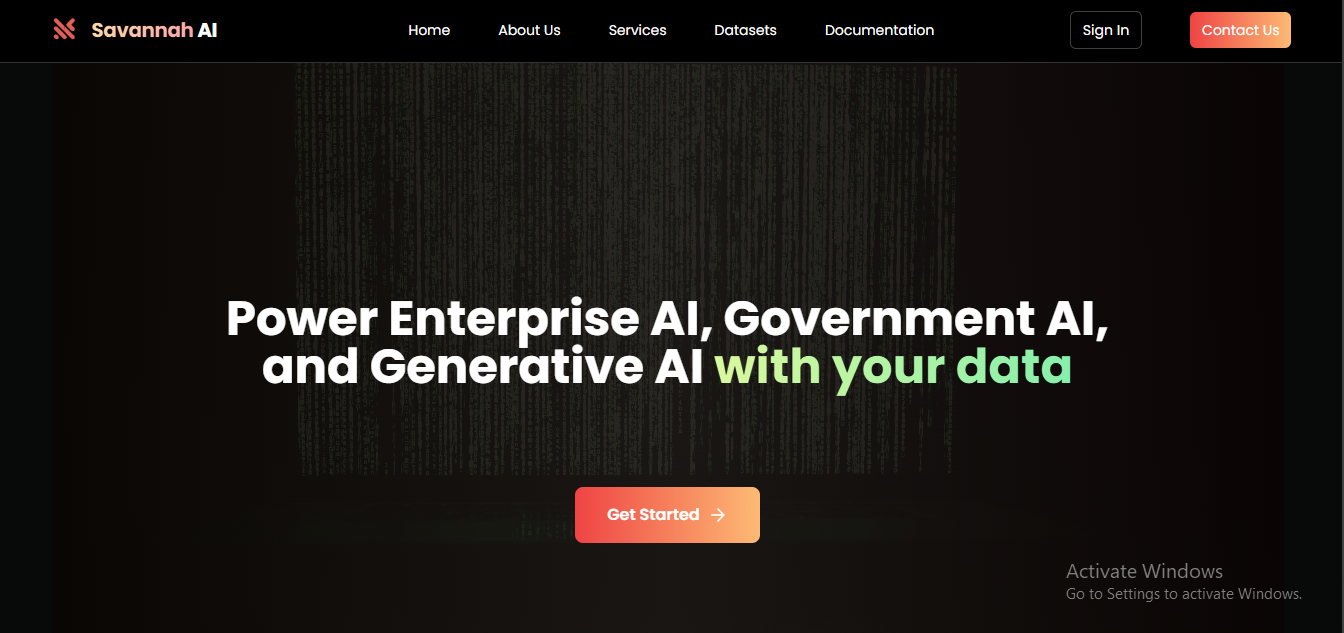 Savannah AI
Home
About Us
Services
Datasets
Documentation
Sign In
Contact Us
Power Enterprise AI, Government AI,
and Generative AI with your data
Get Started
Activate Windows
Go to Settings to activate Windows.